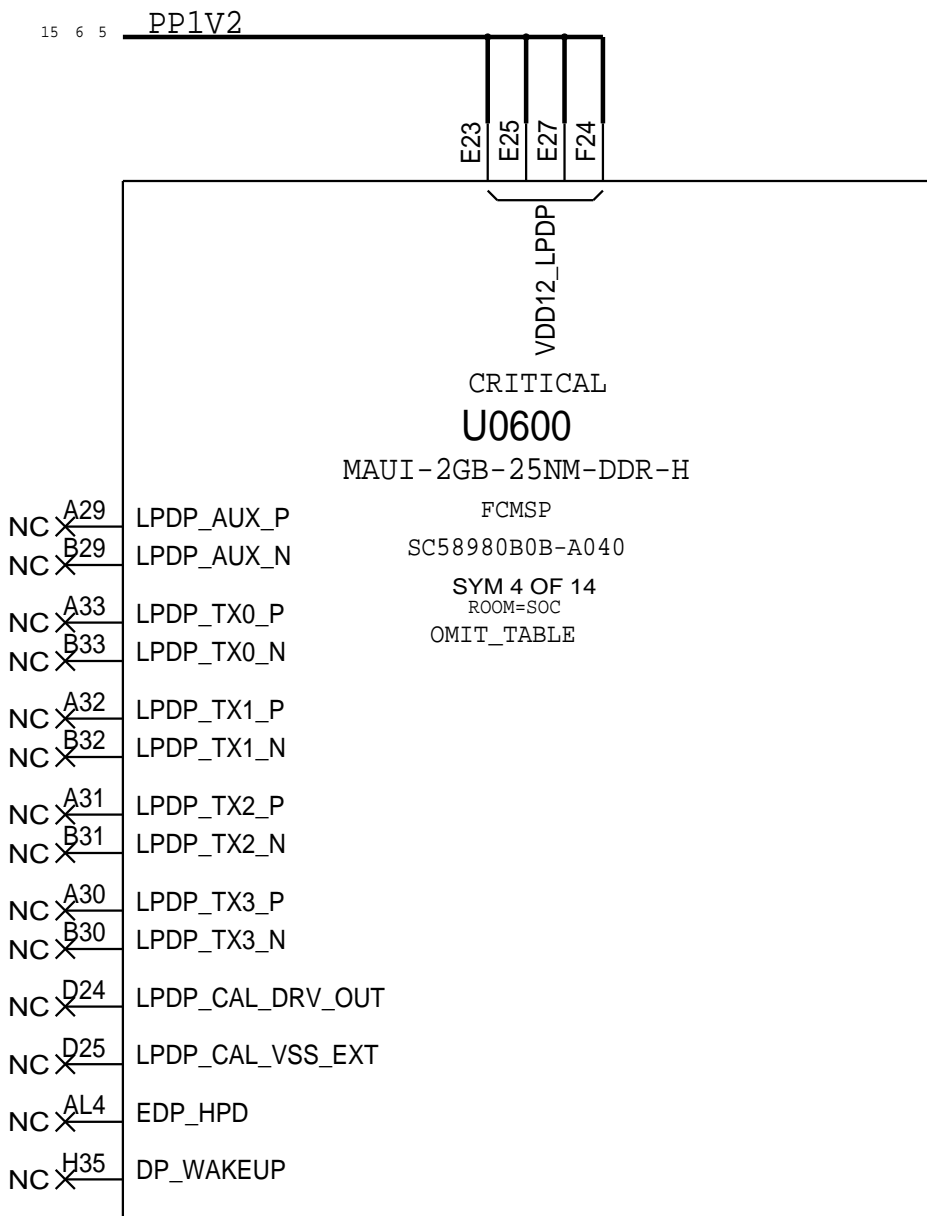 15 6 5 PP1V2
E23
E25
E27
F24
VDD12_LPDP
CRITICAL
U0600
MAUI-2GB-25NM-DDR-H
FCMSP
SC58980B0B-A040
SYM 4 OF 14
ROOM=SOC
OMIT_TABLE
NC A29 LPDP_AUX_P
NC B29 LPDP_AUX_N
NC A33 LPDP_TX0_P
NC B33 LPDP_TX0_N
NC A32 LPDP_TX1_P
NC B32 LPDP_TX1_N
NC A31 LPDP_TX2_P
NC B31 LPDP_TX2_N
NC A30 LPDP_TX3_P
NC B30 LPDP_TX3_N
NC D24 LPDP_CAL_DRV_OUT
NC D25 LPDP_CAL_VSS_EXT
NC AL4 EDP_HPD
NC H35 DP_WAKEUP